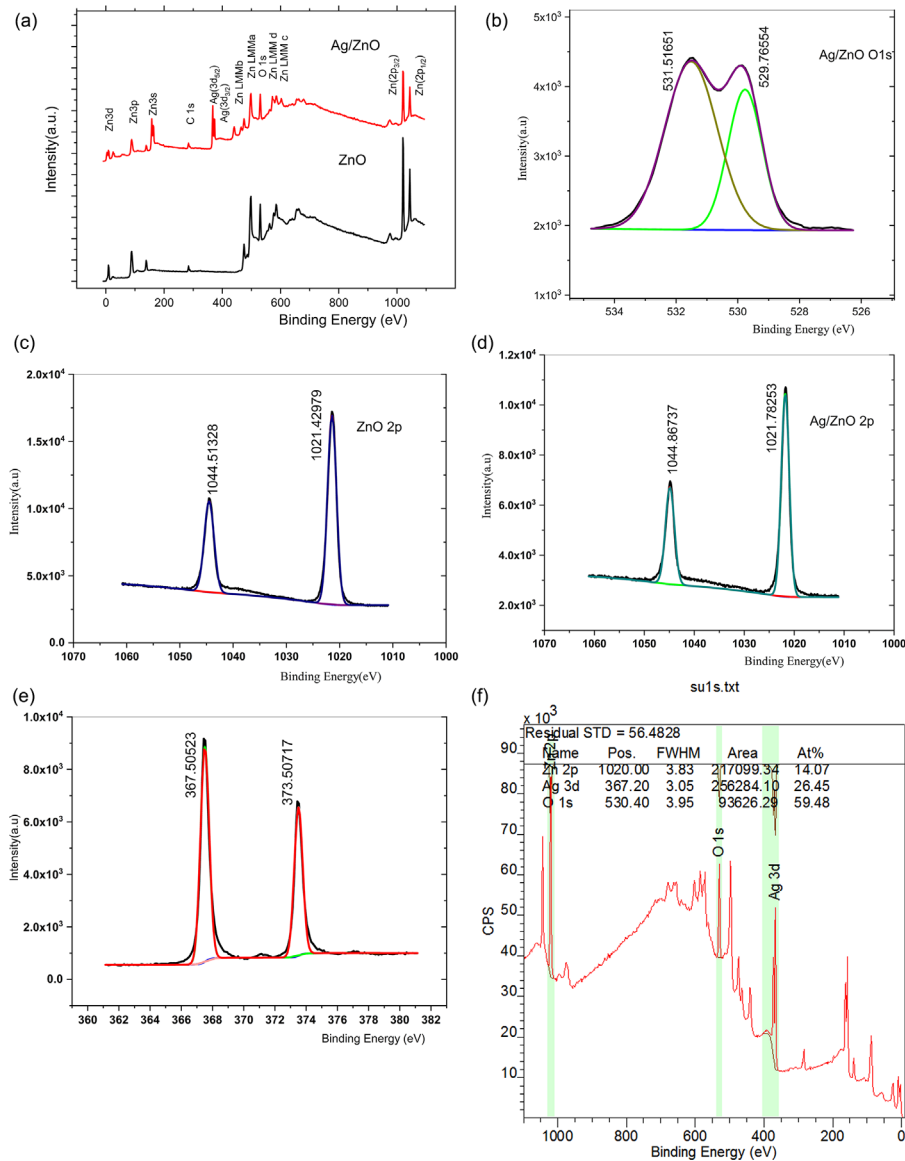 (a)
Ag/ZnO
Zn3d
Zn3p
Zn3s
C 1s
Ag(3d5/2)
Ag(3d3/2)
Zn LMMb
Zn LMMa
O 1s
Zn LMM d
Zn LMM c
Zn(2p3/2)
Zn(2p1/2)
ZnO
Intensity(a.u.)
0 200 400 600 800 1000
Binding Energy (eV)
(b)
5x10³
4x10³
3x10³
2x10³
1x10³
531.51651
529.76554
Ag/ZnO O1s
Intensity(a.u)
534 532 530 528 526
Binding Energy (eV)
(c)
2.0x10⁴
1.5x10⁴
1.0x10⁴
5.0x10³
0.0
1044.51328
1021.42979
ZnO 2p
Intensity(a.u)
1070 1060 1050 1040 1030 1020 1010 1000
Binding Energy(eV)
(d)
1.2x10⁴
1.0x10⁴
8.0x10³
6.0x10³
4.0x10³
2.0x10³
1044.86737
1021.78253
Ag/ZnO 2p
Intensity(a.u)
1070 1060 1050 1040 1030 1020 1010 1000
Binding Energy(eV)
(e)
1.0x10⁴
8.0x10³
6.0x10³
4.0x10³
2.0x10³
0.0
367.50523
373.50717
Intensity(a.u)
360 362 364 366 368 370 372 374 376 378 380 382
Binding Energy (eV)
(f)
su1s.txt
x 10³
Residual STD = 56.4828
Name Pos. FWHM Area At%
Zn 2p 1020.00 3.83 217099.34 14.07
Ag 3d 367.20 3.05 256284.10 26.45
O 1s 530.40 3.95 93626.29 59.48
Zn 2p
O 1s
Ag 3d
90
80
70
60
50
40
30
20
10
CPS
1000 800 600 400 200 0
Binding Energy (eV)